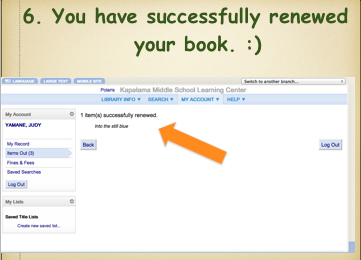 6. You have successfully renewed
your book. :)
LANGUAGE LARGE TEXT MOBILE SITE
Switch to another branch...
Polaris Kapalama Middle School Learning Center
LIBRARY INFO ▼ SEARCH ▼ MY ACCOUNT ▼ HELP ▼
My Account
YAMANE, JUDY
My Record
Items Out (3)
Fines & Fees
Saved Searches
Log Out
My Lists
Saved Title Lists
Create new saved list...
1 item(s) successfully renewed.
Into the still blue
Back
Log Out